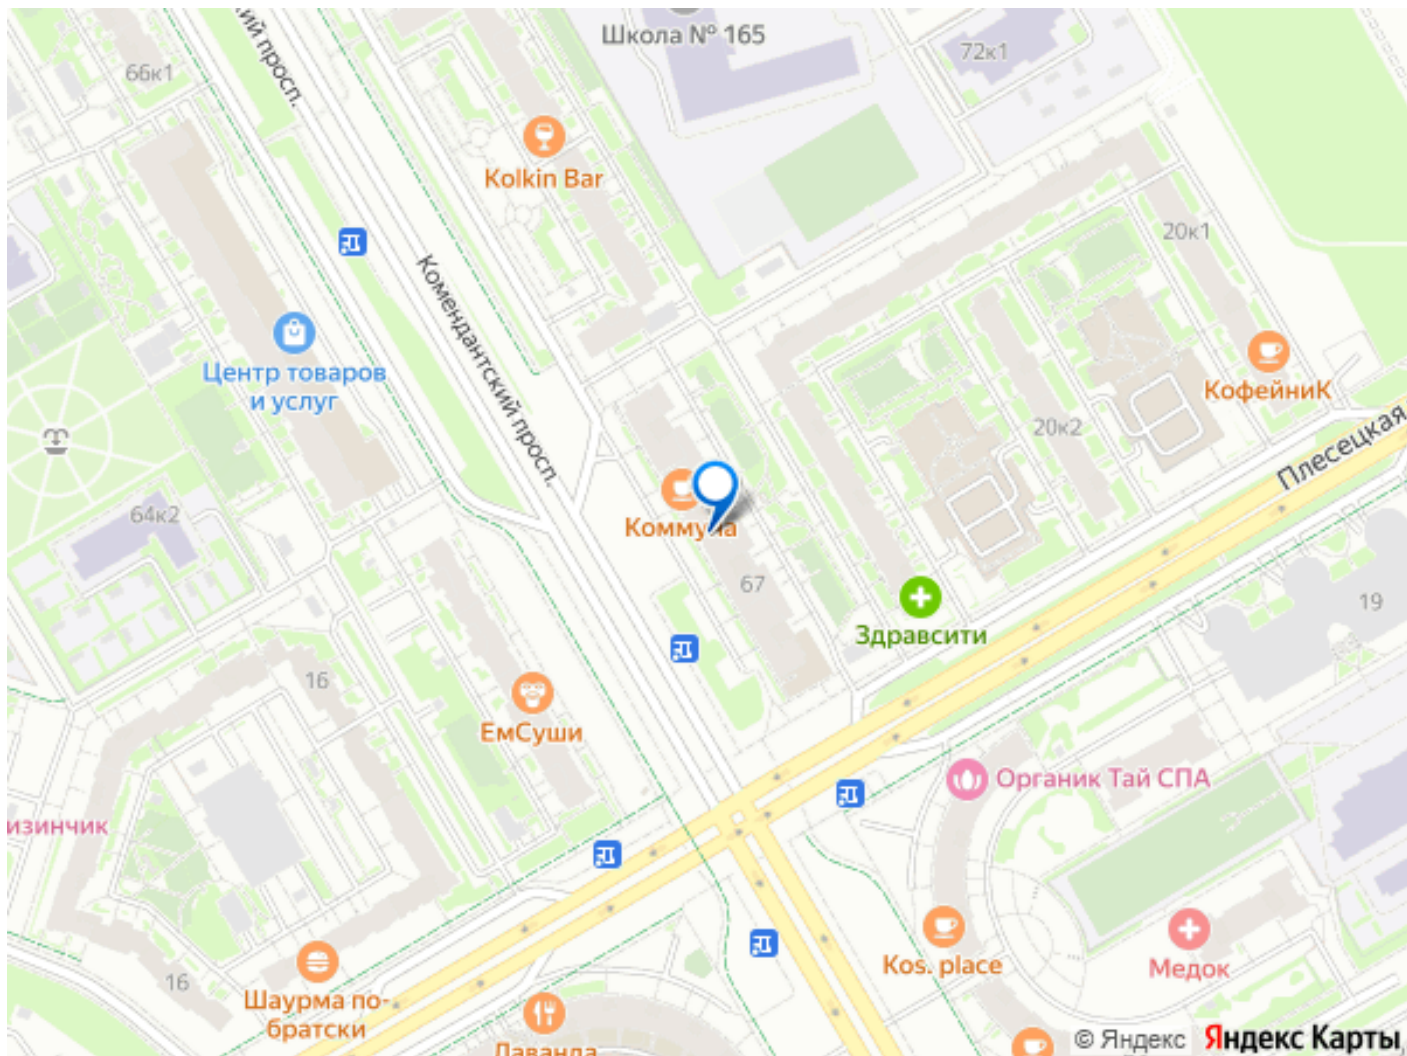 ий просп.
Школа № 165
72к1
66к1
Kolkin Bar
20к1
Комендантский просп.
Центр товаров
и услуг
КофейниК
20к2
Плесецкая
64к2
Коммуна
67
19
Здравсити
16
ЕмСуши
Органик Тай СПА
изинчик
Kos. place
Медок
16
Шаурма по-
братски
Лаванда
© Яндекс Яндекс Карты